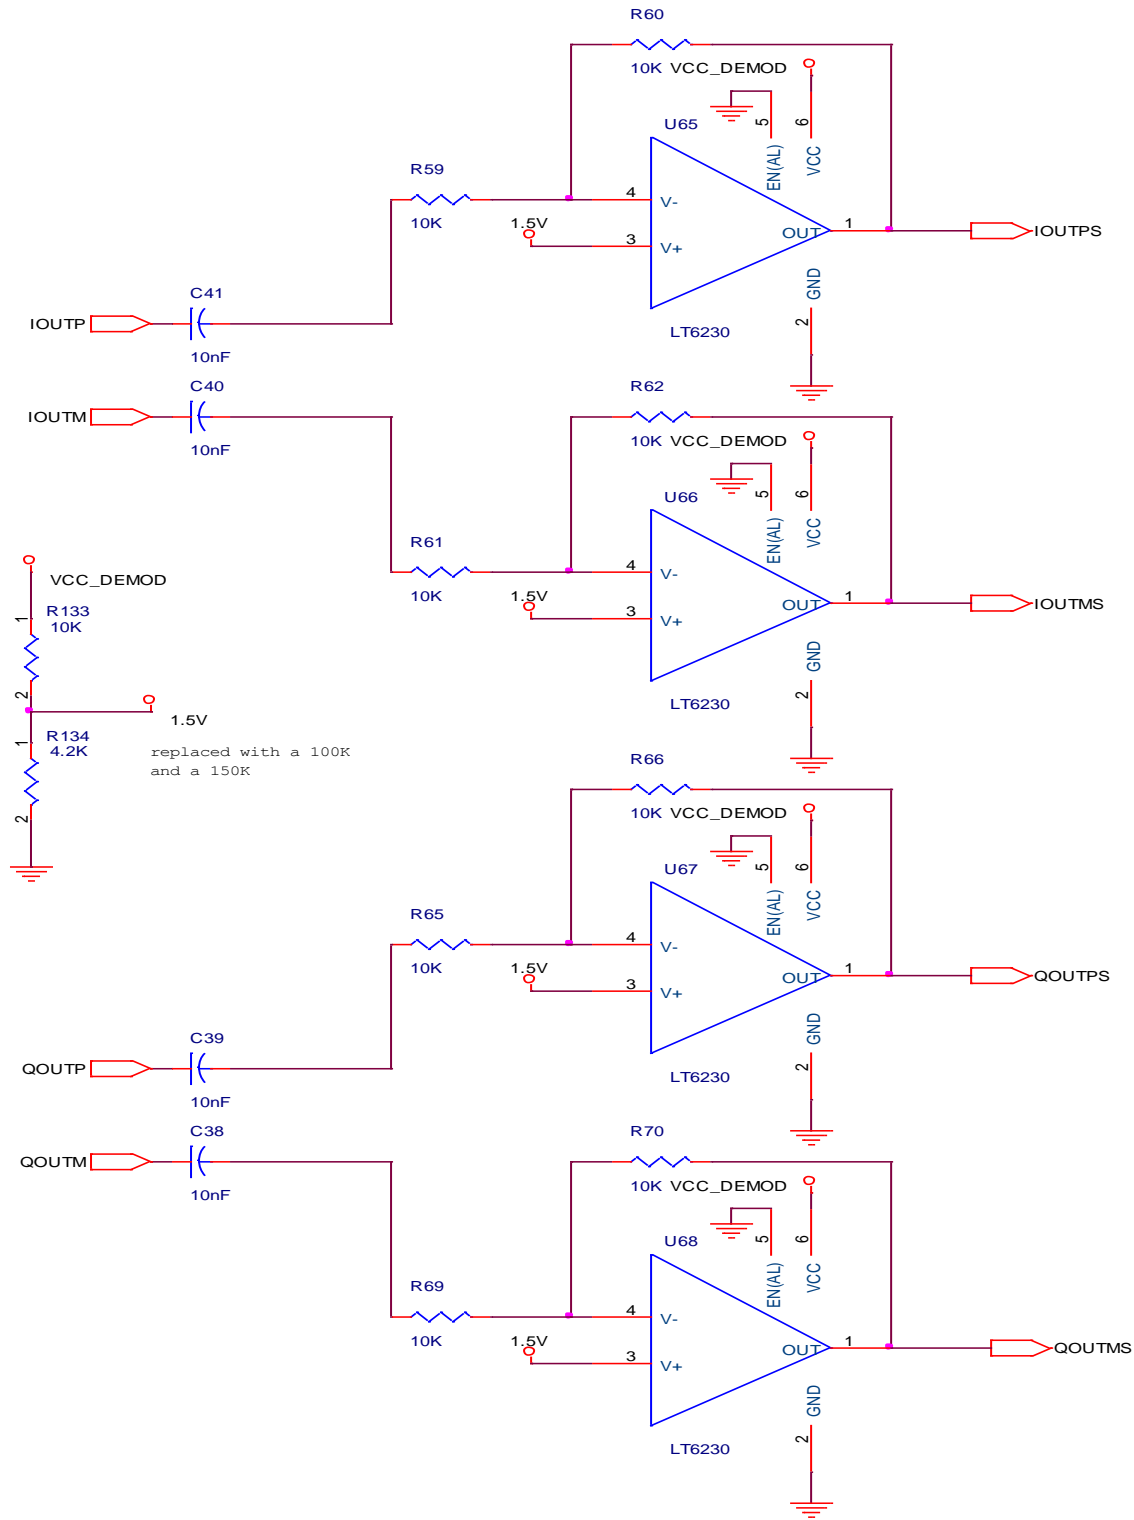 R60
10K VCC_DEMOD
U65
5
6
EN(AL)
VCC
R59
10K
1.5V
4
V-
3
V+
OUT
1
IOUTPS
GND
2
LT6230
C41
IOUTP
10nF
C40
IOUTM
10nF
R62
10K VCC_DEMOD
U66
5
6
EN(AL)
VCC
R61
10K
1.5V
4
V-
3
V+
OUT
1
IOUTMS
GND
2
LT6230
VCC_DEMOD
R133
10K
1
2
1.5V
R134
4.2K
1
2
replaced with a 100K
and a 150K
R66
10K VCC_DEMOD
U67
5
6
EN(AL)
VCC
R65
10K
1.5V
4
V-
3
V+
OUT
1
QOUTPS
GND
2
LT6230
C39
QOUTP
10nF
C38
QOUTM
10nF
R70
10K VCC_DEMOD
U68
5
6
EN(AL)
VCC
R69
10K
1.5V
4
V-
3
V+
OUT
1
QOUTMS
GND
2
LT6230